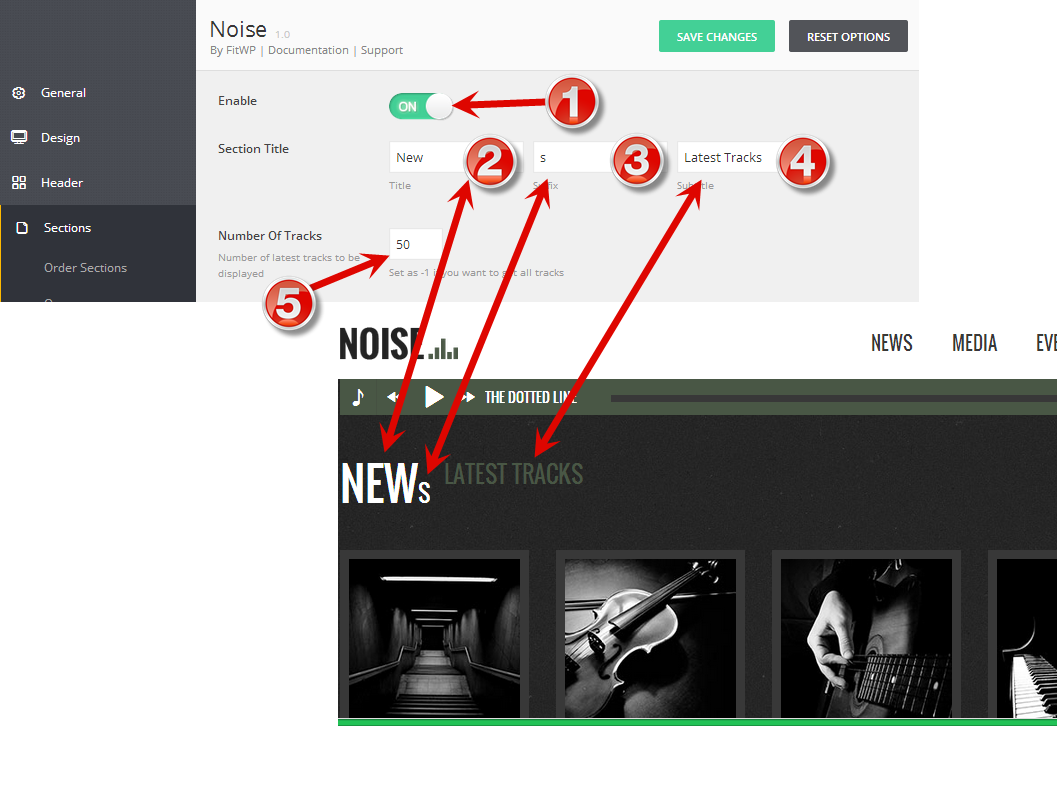 Noise 1.0
By FitWP | Documentation | Support
SAVE CHANGES
RESET OPTIONS
General
Design
Header
Sections
Order Sections
Enable
ON
1
Section Title
New
2
s
3
Latest Tracks
4
Title
Suffix
Subtitle
Number Of Tracks
Number of latest tracks to be
displayed
50
Set as -1 if you want to get all tracks
5
NOISE
NEWS
MEDIA
THE DOTTED LINE
NEWs
LATEST TRACKS